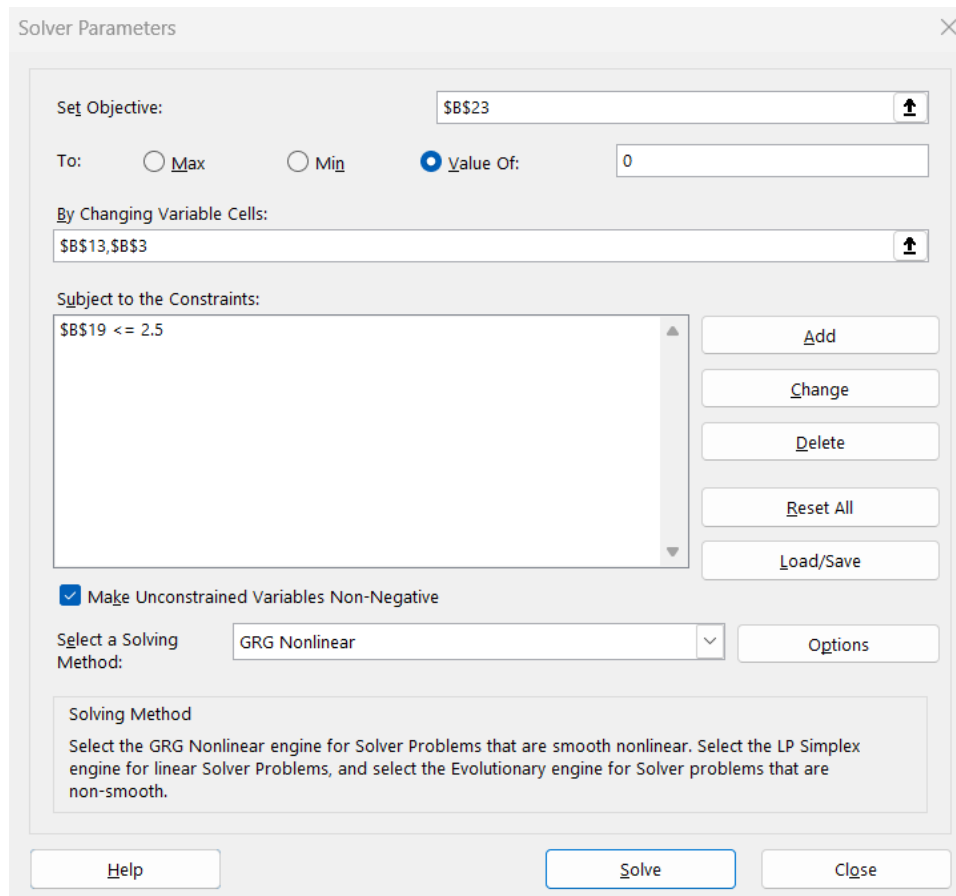 Solver Parameters
Set Objective:
$B$23
To:
Max
Min
Value Of:
0
By Changing Variable Cells:
$B$13,$B$3
Subject to the Constraints:
$B$19 <= 2.5
Add
Change
Delete
Reset All
Load/Save
Make Unconstrained Variables Non-Negative
Select a Solving
Method:
GRG Nonlinear
Options
Solving Method
Select the GRG Nonlinear engine for Solver Problems that are smooth nonlinear. Select the LP Simplex
engine for linear Solver Problems, and select the Evolutionary engine for Solver problems that are
non-smooth.
Help
Solve
Close